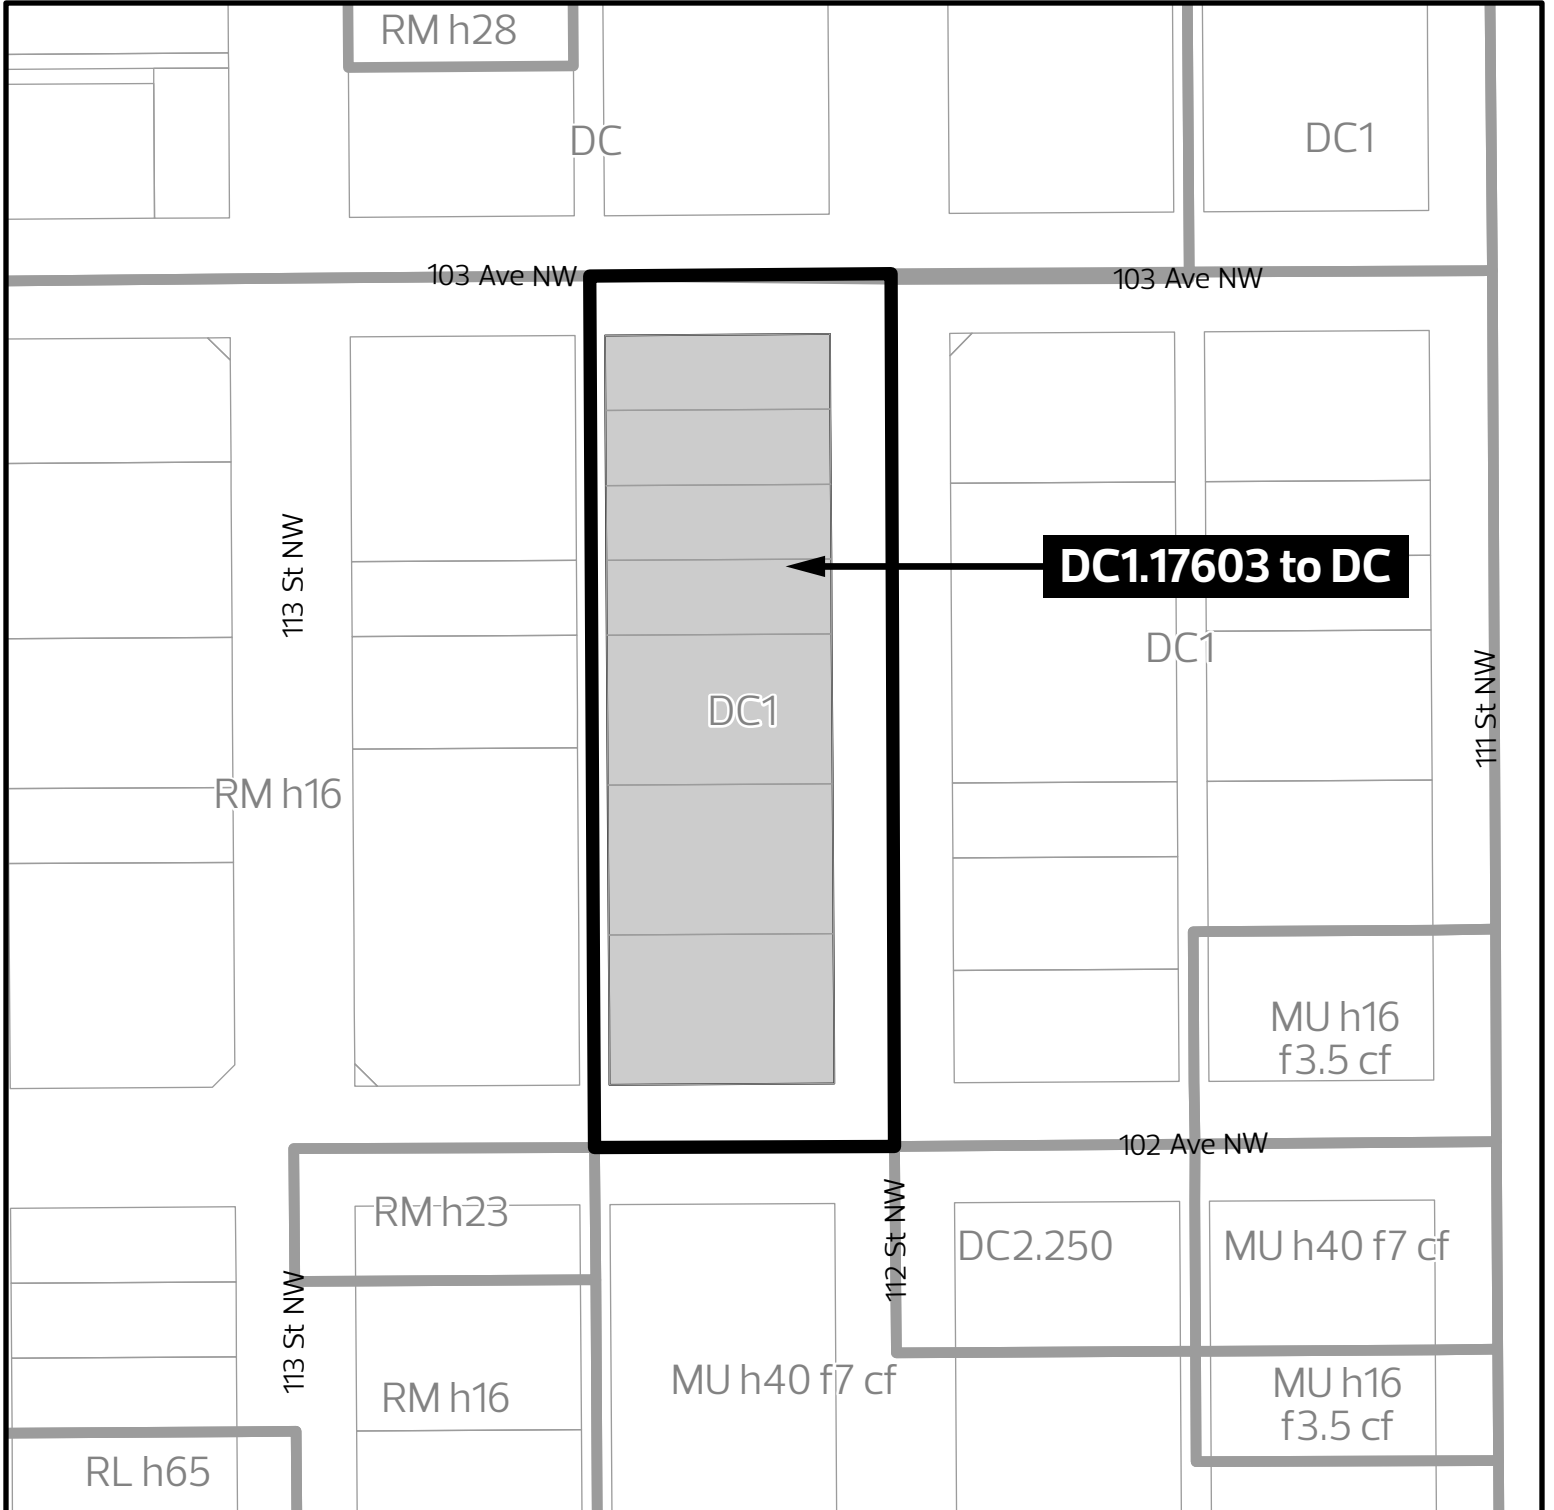 RM h28
DC
DC1
103 Ave NW
103 Ave NW
113 St NW
DC1.17603 to DC
DC1
111 St NW
DC1
RM h16
MU h16
f3.5 cf
102 Ave NW
RM h23
112 St NW
DC2.250
MU h40 f7 cf
113 St NW
MU h40 f7 cf
RM h16
MU h16
f3.5 cf
RL h65